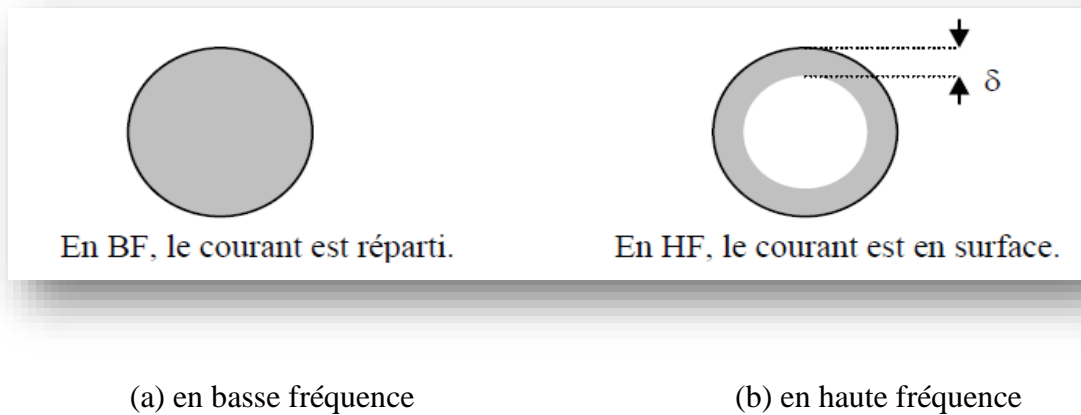 δ
En BF, le courant est réparti.
En HF, le courant est en surface.
(a) en basse fréquence
(b) en haute fréquence